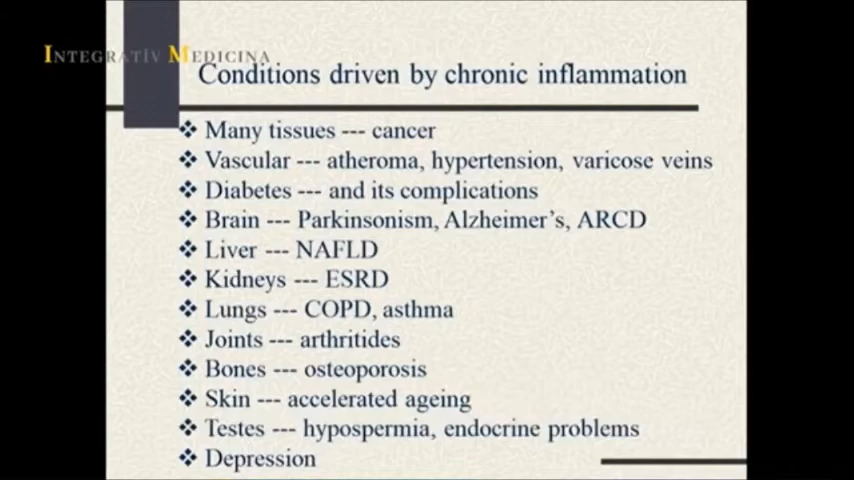 INTEGRATÍV MEDICINA
Conditions driven by chronic inflammation
❖ Many tissues --- cancer
❖ Vascular --- atheroma, hypertension, varicose veins
❖ Diabetes --- and its complications
❖ Brain --- Parkinsonism, Alzheimer’s, ARCD
❖ Liver --- NAFLD
❖ Kidneys --- ESRD
❖ Lungs --- COPD, asthma
❖ Joints --- arthritides
❖ Bones --- osteoporosis
❖ Skin --- accelerated ageing
❖ Testes --- hypospermia, endocrine problems
❖ Depression